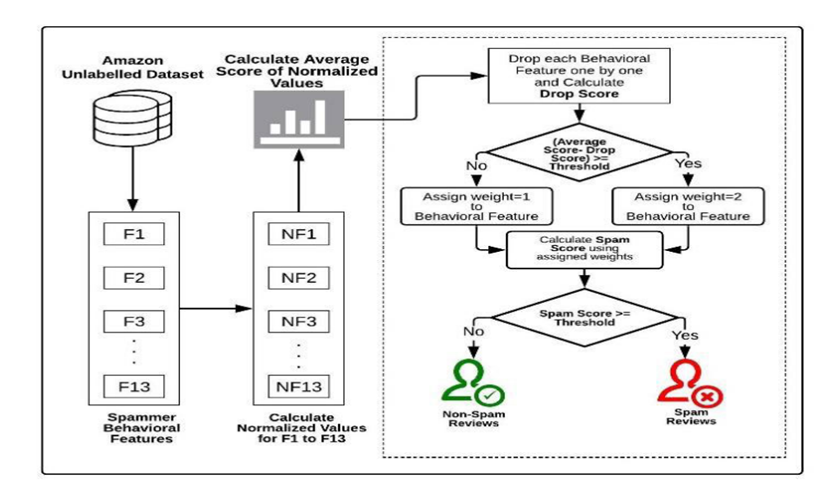 Amazon
Unlabelled Dataset
F1
F2
F3
F13
Spammer
Behavioral
Features
Calculate Average
Score of Normalized
Values
NF1
NF2
NF3
NF13
Calculate
Normalized Values
for F1 to F13
Drop each Behavioral
Feature one by one
and Calculate
Drop Score
(Average
Score- Drop
Score) >=
Threshold
No
Yes
Assign weight=1
to
Behavioral Feature
Assign weight=2
to
Behavioral Feature
Calculate Spam
Score using
assigned weights
Spam Score >=
Threshold
No
Yes
Non-Spam
Reviews
Spam
Reviews